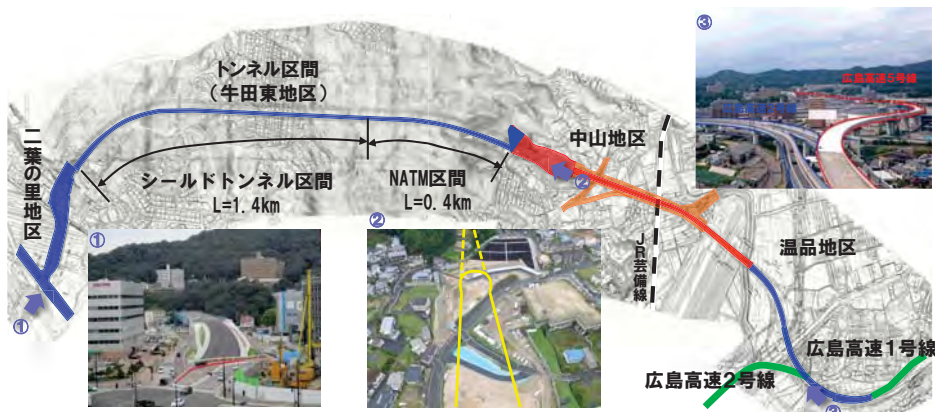 トンネル区間
(牛田東地区)
二葉の里地区
シールドトンネル区間
L=1.4km
NATM区間
L=0.4km
中山地区
JR芸備線
温品地区
広島高速1号線
広島高速2号線
広島高速5号線
①
②
③
①
②